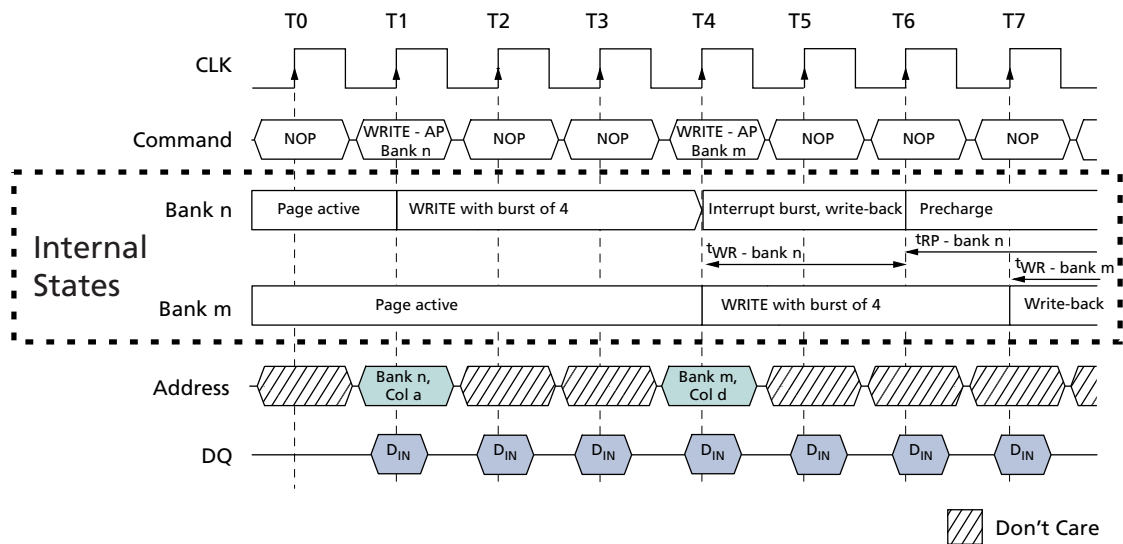 T0 T1 T2 T3 T4 T5 T6 T7
CLK
Command NOP WRITE - AP Bank n NOP NOP WRITE - AP Bank m NOP NOP NOP
Bank n Page active WRITE with burst of 4 Interrupt burst, write-back Precharge
Internal
States
tWR - bank n tRP - bank n
tWR - bank m
Bank m Page active WRITE with burst of 4 Write-back
Address Bank n, Col a Bank m, Col d
DQ DIN DIN DIN DIN DIN DIN DIN
Don't Care